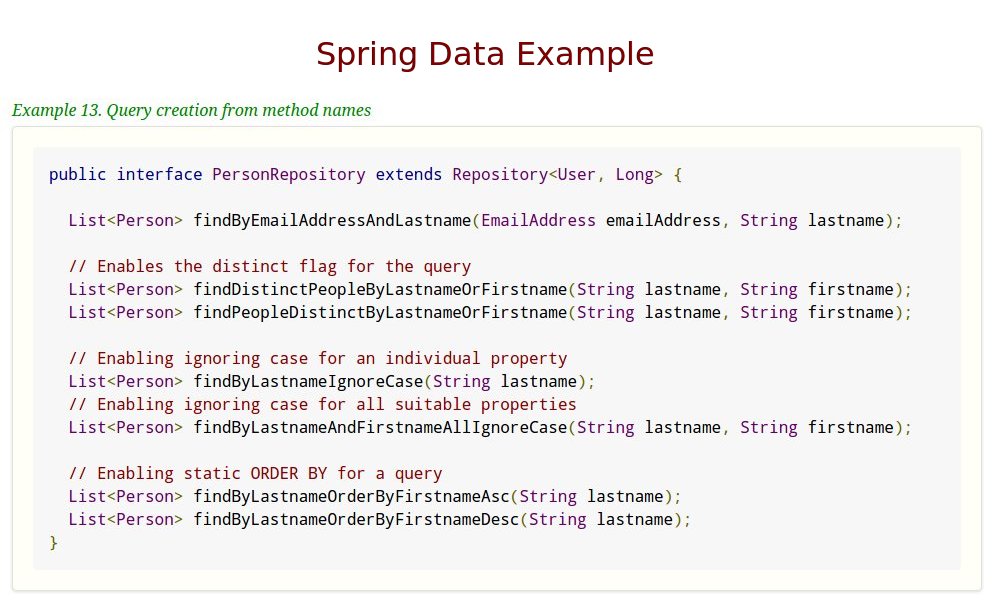 Spring Data Example
Example 13. Query creation from method names
public interface PersonRepository extends Repository<User, Long> {
List<Person> findByEmailAddressAndLastname(EmailAddress emailAddress, String lastname);
// Enables the distinct flag for the query
List<Person> findDistinctPeopleByLastnameOrFirstname(String lastname, String firstname);
List<Person> findPeopleDistinctByLastnameOrFirstname(String lastname, String firstname);
// Enabling ignoring case for an individual property
List<Person> findByLastnameIgnoreCase(String lastname);
// Enabling ignoring case for all suitable properties
List<Person> findByLastnameAndFirstnameAllIgnoreCase(String lastname, String firstname);
// Enabling static ORDER BY for a query
List<Person> findByLastnameOrderByFirstnameAsc(String lastname);
List<Person> findByLastnameOrderByFirstnameDesc(String lastname);
}